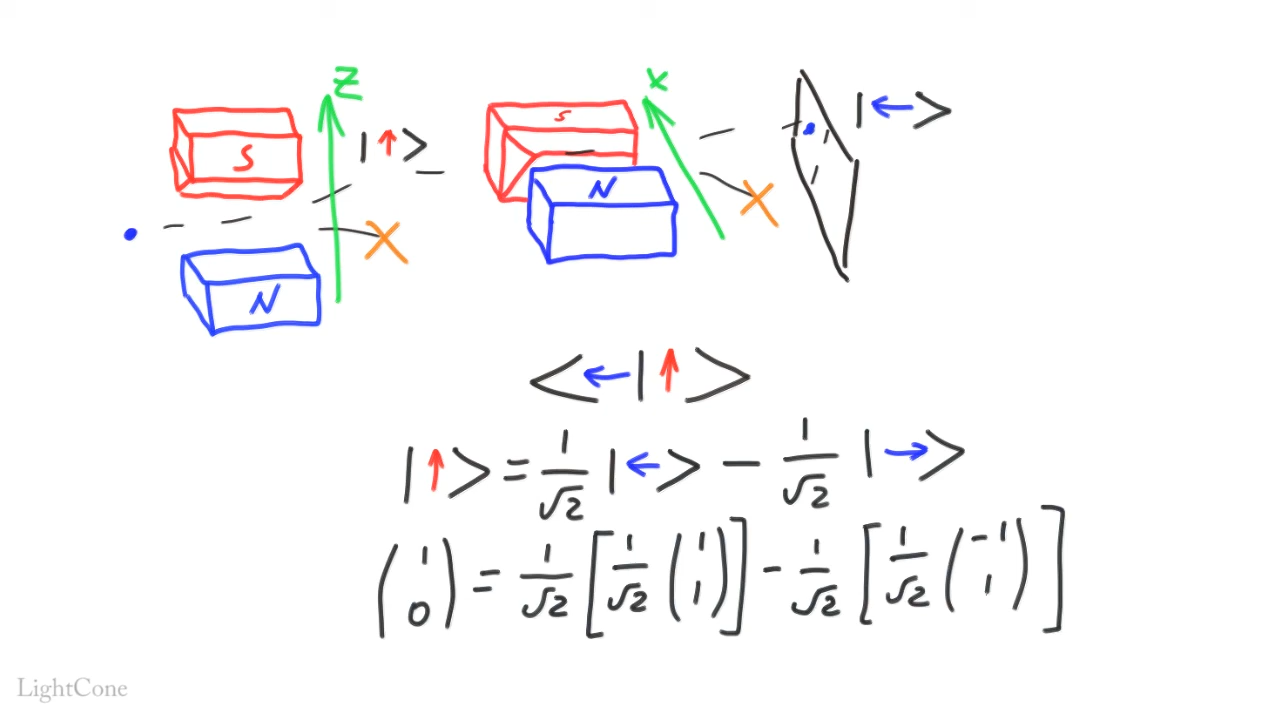 Z
|↑>
S
N
X
S
N
|←>
<←|↑>
|↑> = 1/√2 |←> − 1/√2 |→>
(1 0) = 1/√2 [1/√2 (1 1)] − 1/√2 [1/√2 (−1 1)]
LightCone